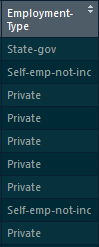 Employment-
Type
State-gov
Self-emp-not-inc
Private
Private
Private
Private
Private
Self-emp-not-inc
Private